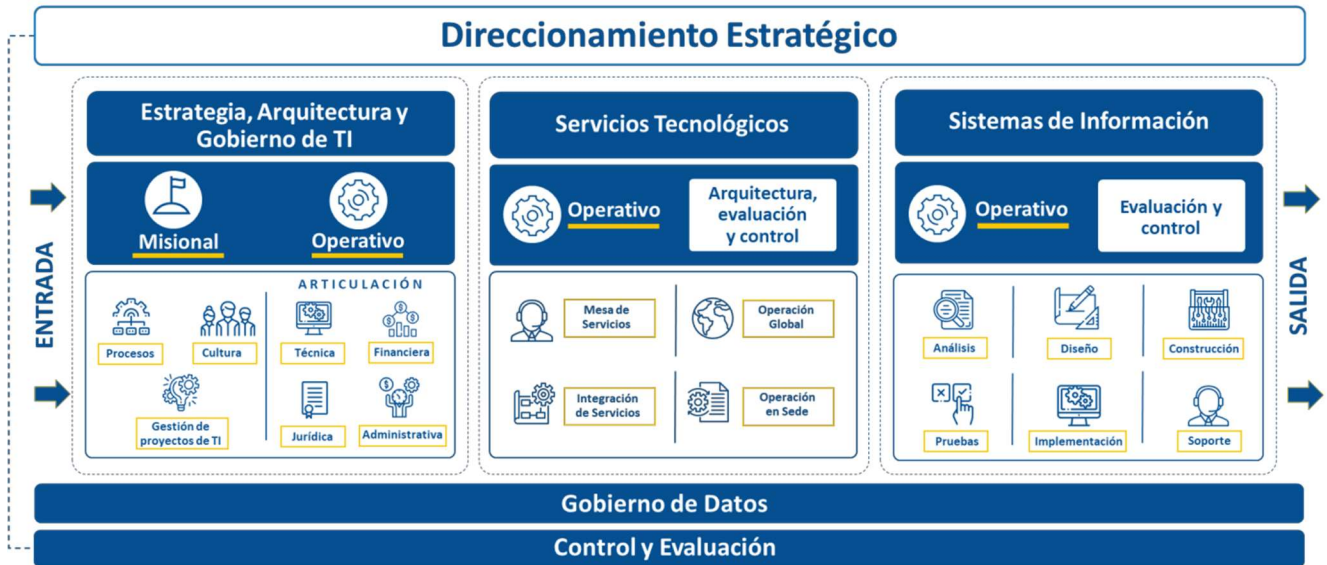 Direccionamiento Estratégico
Estrategia, Arquitectura y
Gobierno de TI
Misional
Operativo
ARTICULACIÓN
Procesos
Cultura
Técnica
Financiera
Gestión de
proyectos de TI
Jurídica
Administrativa
Servicios Tecnológicos
Operativo
Arquitectura,
evaluación
y control
Mesa de
Servicios
Operación
Global
Integración
de Servicios
Operación
en Sede
Sistemas de Información
Operativo
Evaluación y
control
Análisis
Diseño
Construcción
Pruebas
Implementación
Soporte
ENTRADA
SALIDA
Gobierno de Datos
Control y Evaluación